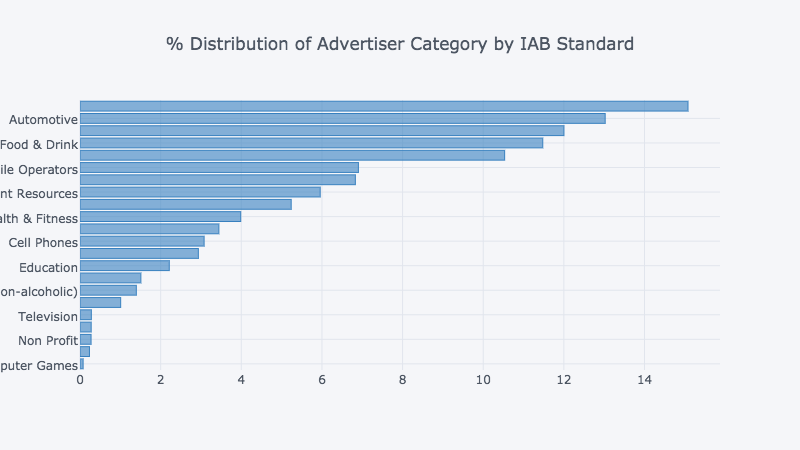 % Distribution of Advertiser Category by IAB Standard
Automotive
Food & Drink
ile Operators
nt Resources
alth & Fitness
Cell Phones
Education
on-alcoholic)
Television
Non Profit
puter Games
0 2 4 6 8 10 12 14